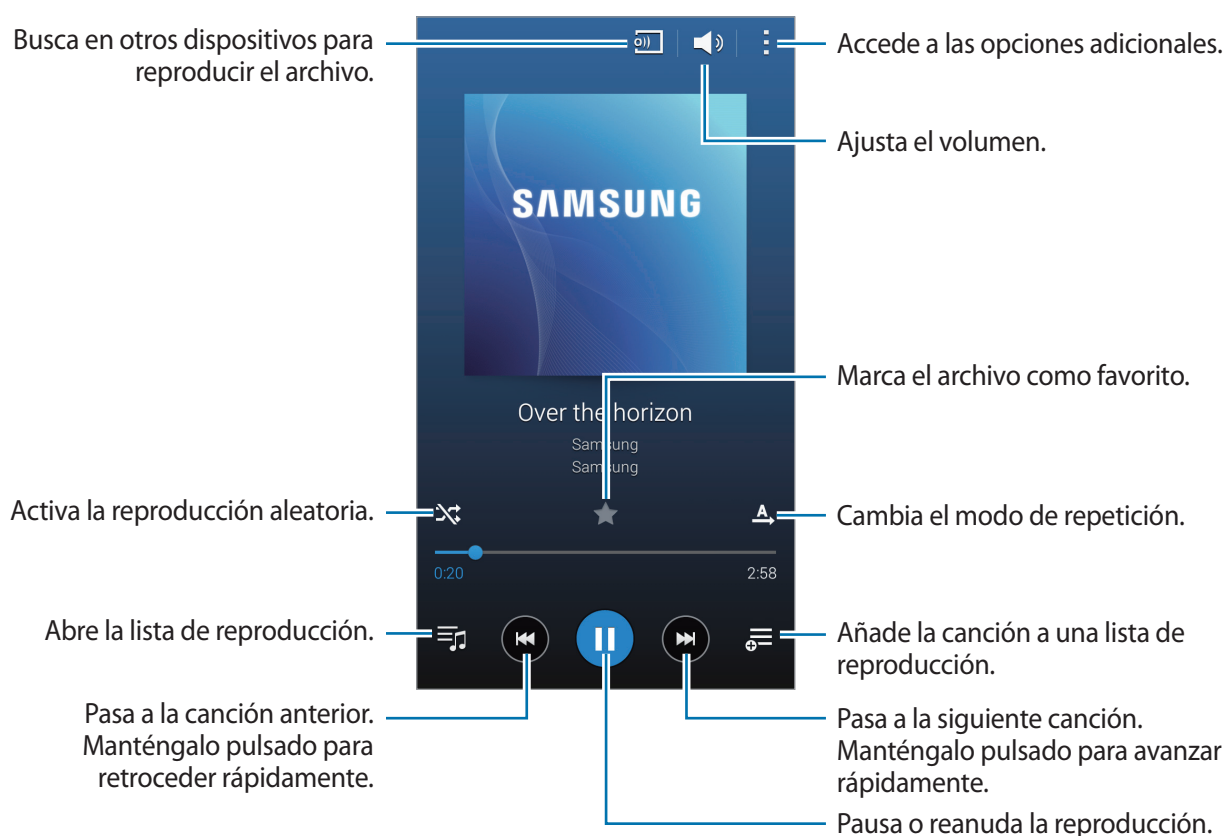 Busca en otros dispositivos para
reproducir el archivo.
Accede a las opciones adicionales.
Ajusta el volumen.
SAMSUNG
Marca el archivo como favorito.
Over the horizon
Samsung
Samsung
Activa la reproducción aleatoria.
A
Cambia el modo de repetición.
0:20
2:58
Abre la lista de reproducción.
Añade la canción a una lista de
reproducción.
Pasa a la canción anterior.
Manténgalo pulsado para
retroceder rápidamente.
Pasa a la siguiente canción.
Manténgalo pulsado para avanzar
rápidamente.
Pausa o reanuda la reproducción.